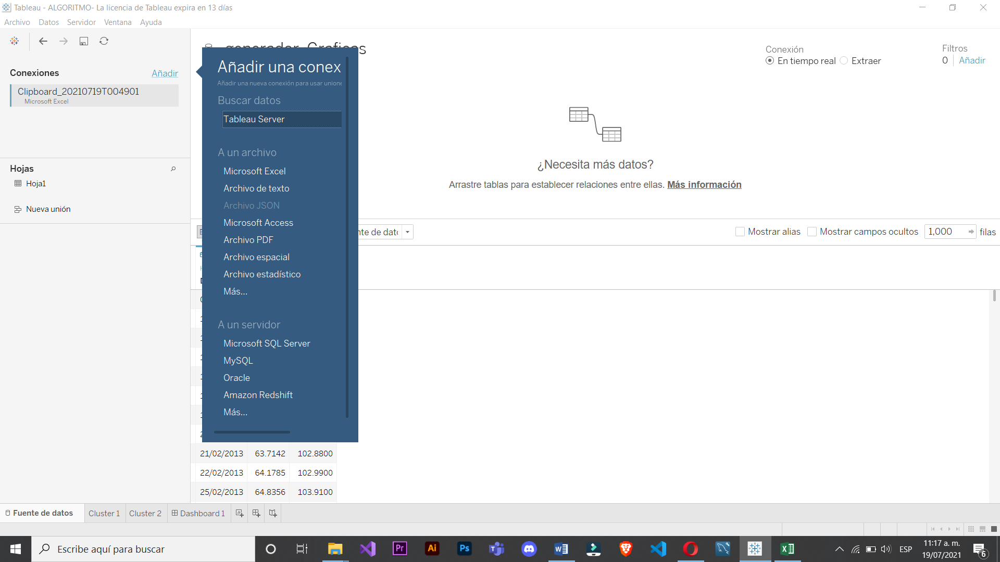 Tableau - ALGORITMO- La licencia de Tableau expira en 13 días
Archivo Datos Servidor Ventana Ayuda
Conexiones Añadir
Clipboard_20210719T004901
Microsoft Excel
Hojas
Hoja1
Nueva unión
generador_Graficas
Conexión
En tiempo real Extraer
Filtros
0 Añadir
Añadir una conex
Añadir una nueva conexión para usar unione
Buscar datos
Tableau Server
A un archivo
Microsoft Excel
Archivo de texto
Archivo JSON
Microsoft Access
Archivo PDF
Archivo espacial
Archivo estadístico
Más...
A un servidor
Microsoft SQL Server
MySQL
Oracle
Amazon Redshift
Más...
¿Necesita más datos?
Arrastre tablas para establecer relaciones entre ellas. Más información
nte de dato
Mostrar alias Mostrar campos ocultos 1,000 filas
21/02/2013 63.7142 102.8800
22/02/2013 64.1785 102.9900
25/02/2013 64.8356 103.9100
Fuente de datos Cluster 1 Cluster 2 Dashboard 1
Escribe aquí para buscar
Pr Ai Ps
ESP
11:17 a. m.
19/07/2021
6